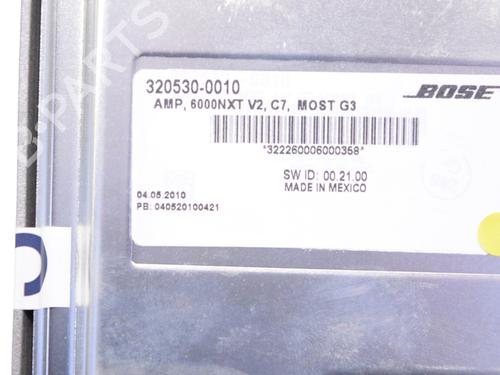 320530-0010
BOSE
AMP, 6000NXT V2, C7, MOST G3
*322260006000358*
SW ID: 00.21.00
MADE IN MEXICO
04.05.2010
PB: 040520100421
B-PARTS